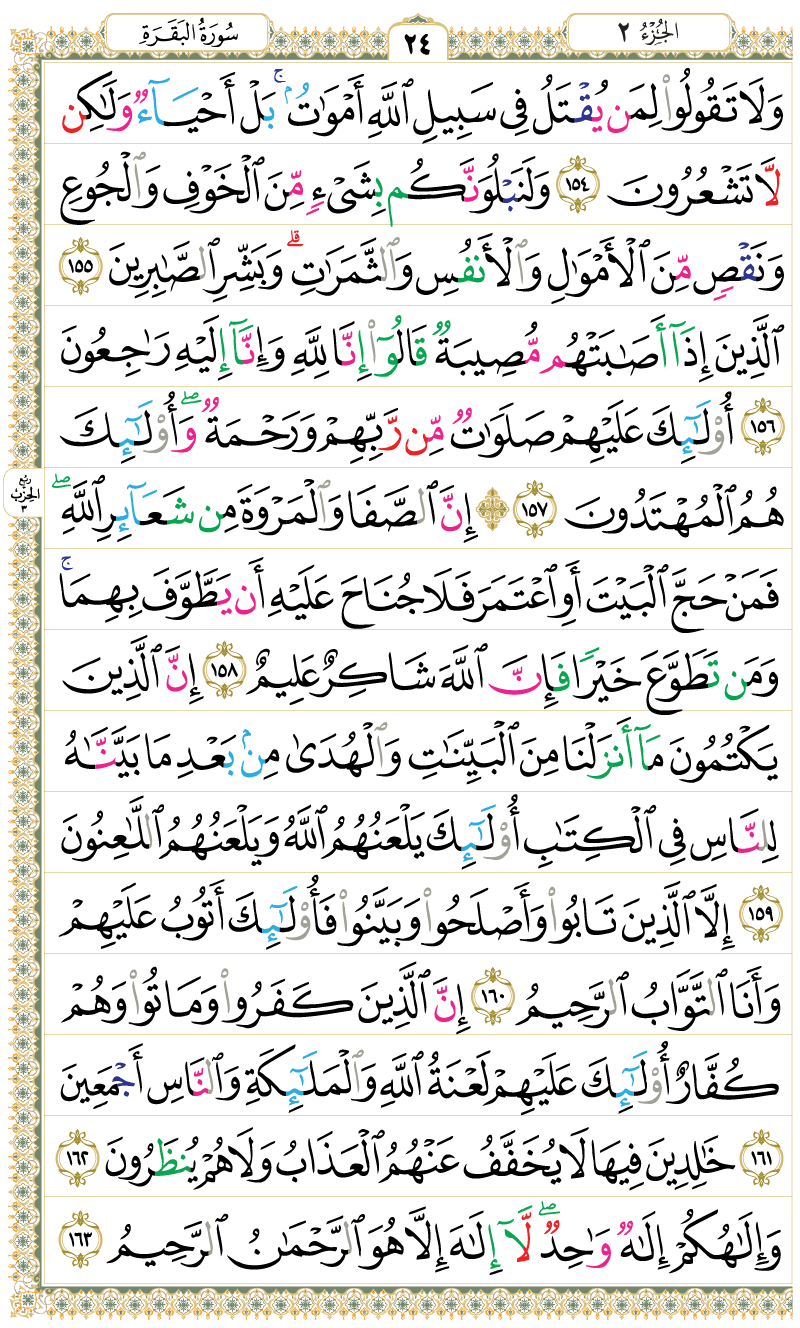 الجُزْءُ ٢
٢٤
سُورَةُ البَقَرَةِ
وَلَا تَقُولُوا۟ لِمَن يُقْتَلُ فِى سَبِيلِ ٱللَّهِ أَمْوَٰتُۢ ۚ بَلْ أَحْيَآءٌ وَلَٰكِن
لَّا تَشْعُرُونَ ١٥٤ وَلَنَبْلُوَنَّكُم بِشَىْءٍ مِّنَ ٱلْخَوْفِ وَٱلْجُوعِ
وَنَقْصٍ مِّنَ ٱلْأَمْوَٰلِ وَٱلْأَنفُسِ وَٱلثَّمَرَٰتِ ۗ وَبَشِّرِ ٱلصَّٰبِرِينَ ١٥٥
ٱلَّذِينَ إِذَآ أَصَٰبَتْهُم مُّصِيبَةٌ قَالُوٓا۟ إِنَّا لِلَّهِ وَإِنَّآ إِلَيْهِ رَٰجِعُونَ
١٥٦ أُو۟لَٰٓئِكَ عَلَيْهِمْ صَلَوَٰتٌ مِّن رَّبِّهِمْ وَرَحْمَةٌ ۖ وَأُو۟لَٰٓئِكَ
هُمُ ٱلْمُهْتَدُونَ ١٥٧ ۞ إِنَّ ٱلصَّفَا وَٱلْمَرْوَةَ مِن شَعَآئِرِ ٱللَّهِ ۖ
رُبْع
الحِزْبُ
٣
فَمَنْ حَجَّ ٱلْبَيْتَ أَوِ ٱعْتَمَرَ فَلَا جُنَاحَ عَلَيْهِ أَن يَطَّوَّفَ بِهِمَا ۚ
وَمَن تَطَوَّعَ خَيْرًا فَإِنَّ ٱللَّهَ شَاكِرٌ عَلِيمٌ ١٥٨ إِنَّ ٱلَّذِينَ
يَكْتُمُونَ مَآ أَنزَلْنَا مِنَ ٱلْبَيِّنَٰتِ وَٱلْهُدَىٰ مِنۢ بَعْدِ مَا بَيَّنَّٰهُ
لِلنَّاسِ فِى ٱلْكِتَٰبِ أُو۟لَٰٓئِكَ يَلْعَنُهُمُ ٱللَّهُ وَيَلْعَنُهُمُ ٱللَّٰعِنُونَ
١٥٩ إِلَّا ٱلَّذِينَ تَابُوا۟ وَأَصْلَحُوا۟ وَبَيَّنُوا۟ فَأُو۟لَٰٓئِكَ أَتُوبُ عَلَيْهِمْ
وَأَنَا ٱلتَّوَّابُ ٱلرَّحِيمُ ١٦٠ إِنَّ ٱلَّذِينَ كَفَرُوا۟ وَمَاتُوا۟ وَهُمْ
كُفَّارٌ أُو۟لَٰٓئِكَ عَلَيْهِمْ لَعْنَةُ ٱللَّهِ وَٱلْمَلَٰٓئِكَةِ وَٱلنَّاسِ أَجْمَعِينَ
١٦١ خَٰلِدِينَ فِيهَا لَا يُخَفَّفُ عَنْهُمُ ٱلْعَذَابُ وَلَا هُمْ يُنظَرُونَ ١٦٢
وَإِلَٰهُكُمْ إِلَٰهٌ وَٰحِدٌ ۖ لَّآ إِلَٰهَ إِلَّا هُوَ ٱلرَّحْمَٰنُ ٱلرَّحِيمُ ١٦٣